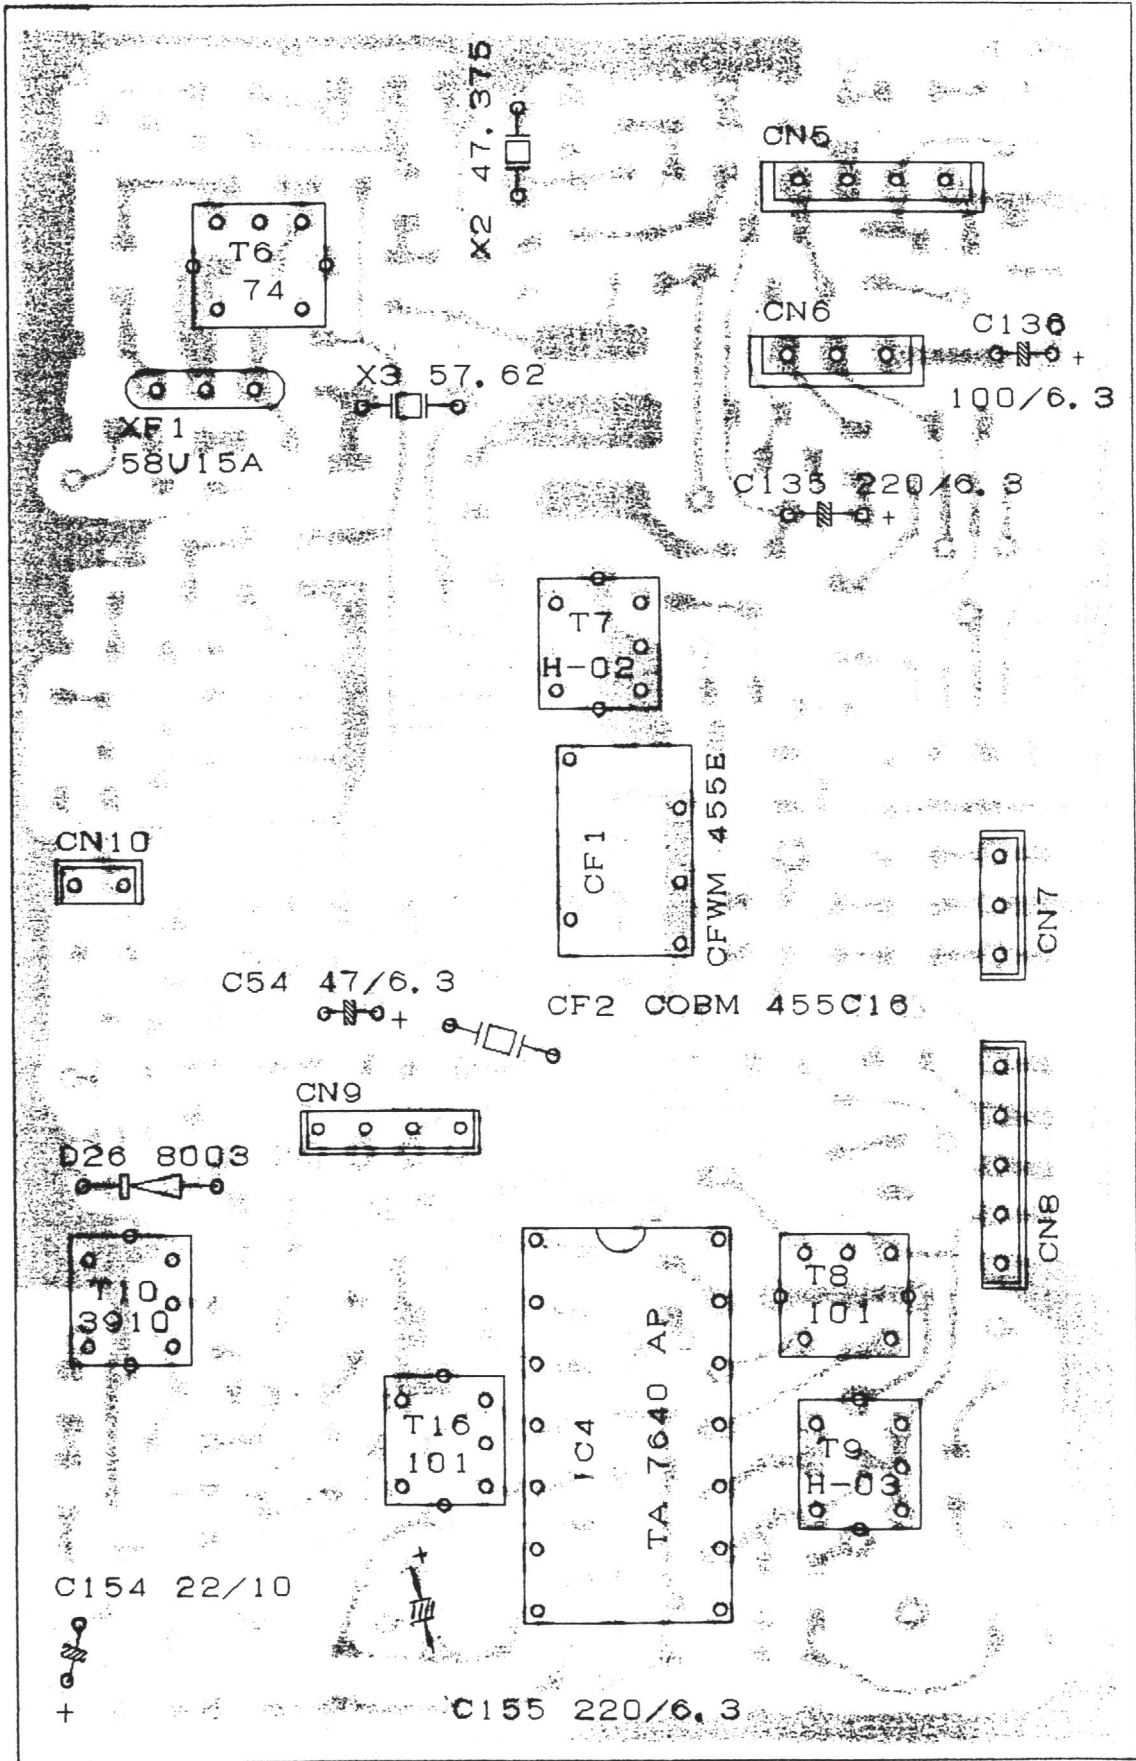 X2 47.375
CN5
T6
74
CN6
C136
+
100/6.3
X3 57.62
XF1
58U15A
C135 220/6.3
+
T7
H-02
CF1
CFWM 455E
CN10
CN7
C54 47/6.3
+
CF2 COBM 455C16
CN9
D26 8003
CN8
T10
3910
T8
101
T16
101
IC4
TA 7640 AP
T9
H-03
C154 22/10
+
+
C155 220/6.3